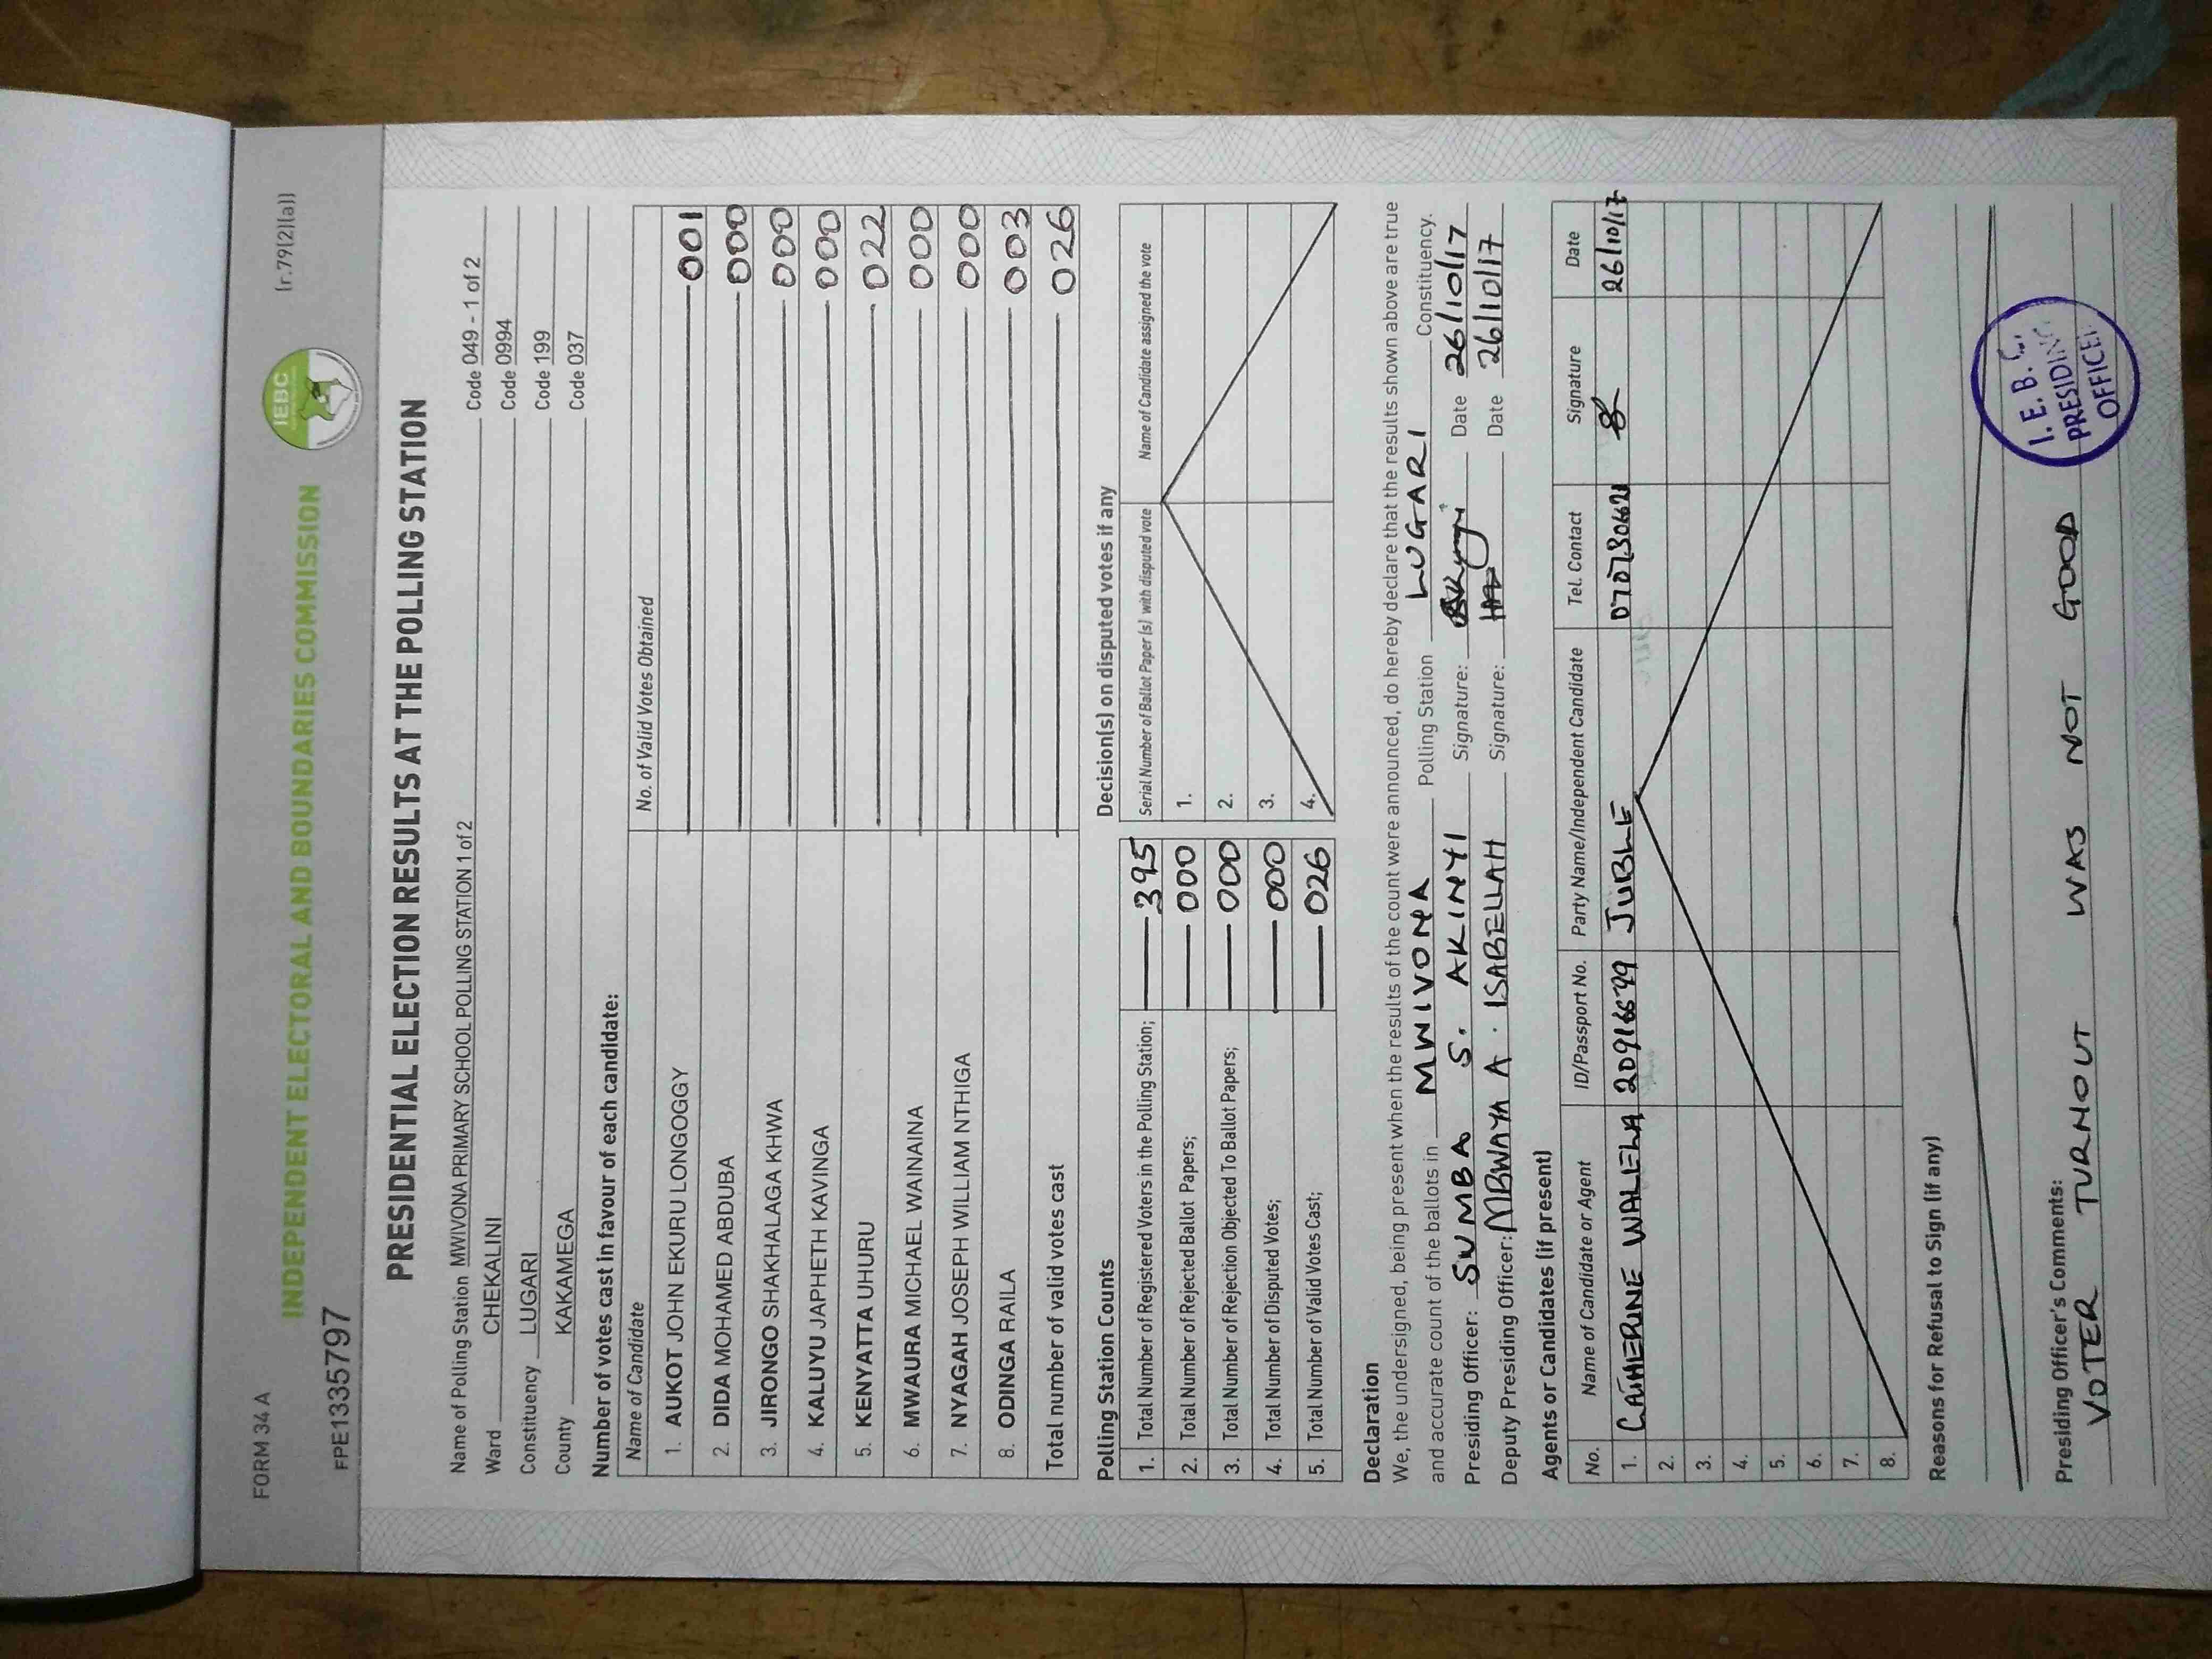 FORM 34 A
(r.79(2)(a))
INDEPENDENT ELECTORAL AND BOUNDARIES COMMISSION
IEBC
FPE1335797
PRESIDENTIAL ELECTION RESULTS AT THE POLLING STATION
Name of Polling Station MWIVONA PRIMARY SCHOOL POLLING STATION 1 of 2 Code 049 - 1 of 2
Ward CHEKALINI Code 0994
Constituency LUGARI Code 199
County KAKAMEGA Code 037
Number of votes cast in favour of each candidate:
Name of Candidate No. of Valid Votes Obtained
1. AUKOT JOHN EKURU LONGOGGY 001
2. DIDA MOHAMED ABDUBA 000
3. JIRONGO SHAKHALAGA KHWA 000
4. KALUYU JAPHETH KAVINGA 000
5. KENYATTA UHURU 022
6. MWAURA MICHAEL WAINAINA 000
7. NYAGAH JOSEPH WILLIAM NTHIGA 000
8. ODINGA RAILA 003
Total number of valid votes cast 026
Polling Station Counts
1. Total Number of Registered Voters in the Polling Station; 395
2. Total Number of Rejected Ballot Papers; 000
3. Total Number of Rejection Objected To Ballot Papers; 000
4. Total Number of Disputed Votes; 000
5. Total Number of Valid Votes Cast; 026
Decision(s) on disputed votes if any
Serial Number of Ballot Paper (s) with disputed vote Name of Candidate assigned the vote
1.
2.
3.
4.
Declaration
We, the undersigned, being present when the results of the count were announced, do hereby declare that the results shown above are true
and accurate count of the ballots in MWIVONA Polling Station LUGARI Constituency.
Presiding Officer: SUMBA S. AKINYI Signature: Date 26/10/17
Deputy Presiding Officer: MBWAYA A. ISABELLAH Signature: Date 26/10/17
Agents or Candidates (if present)
No. Name of Candidate or Agent ID/Passport No. Party Name/Independent Candidate Tel. Contact Signature Date
1. CATHERINE JUBLEE 26/10/17
2.
3.
4.
5.
6.
7.
8.
Reasons for Refusal to Sign (if any)
Presiding Officer's Comments:
VOTER TURNOUT WAS NOT GOOD
I.E.B.C.
PRESIDING
OFFICER